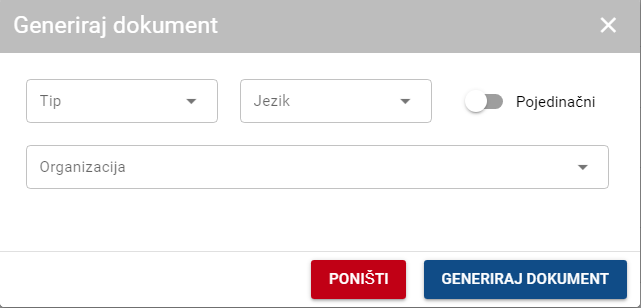 Generiraj dokument
Tip
Jezik
Pojedinačni
Organizacija
PONIŠTI
GENERIRAJ DOKUMENT